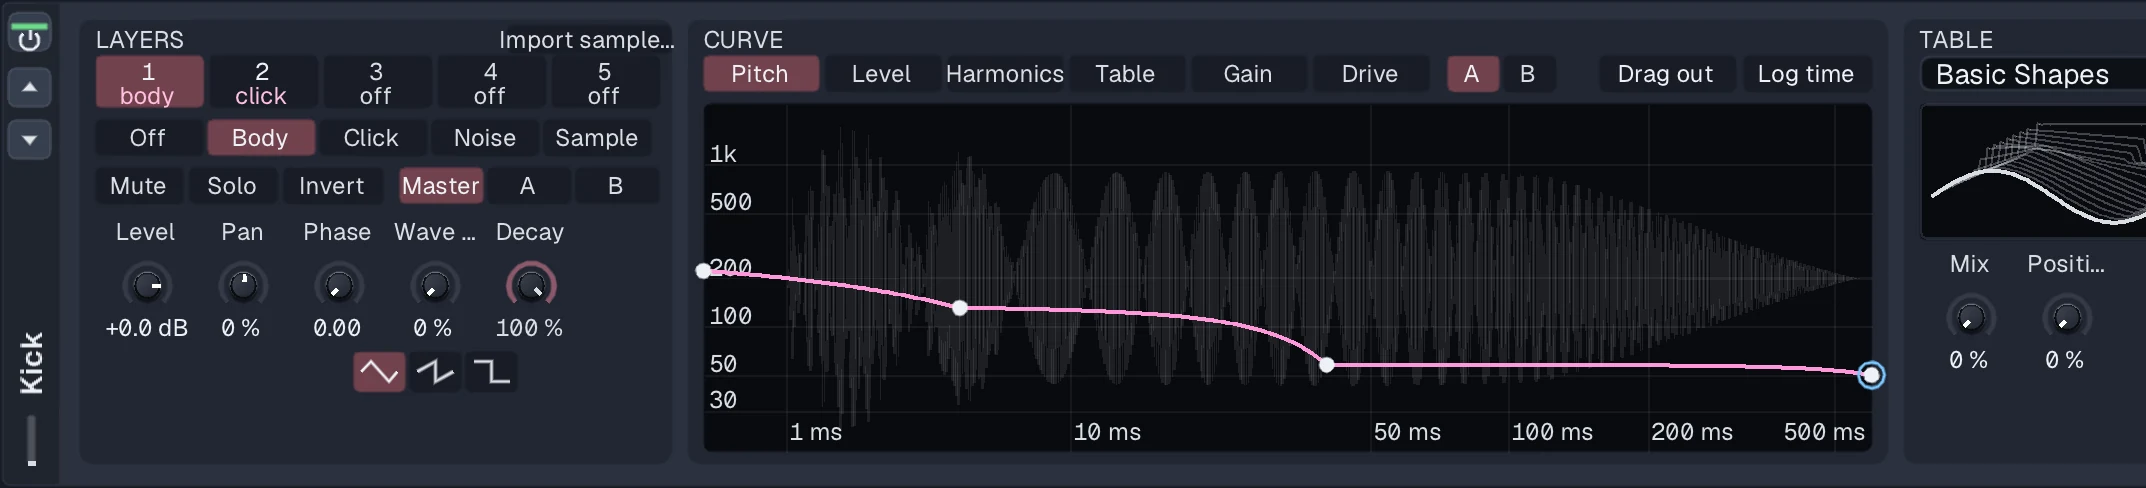 LAYERS Import sample...
1 body
2 click
3 off
4 off
5 off
Off Body Click Noise Sample
Mute Solo Invert Master A B
Level Pan Phase Wave ... Decay
+0.0 dB 0 % 0.00 0 % 100 %
Kick
CURVE
Pitch Level Harmonics Table Gain Drive A B Drag out Log time
1k
500
200
100
50
30
1 ms 10 ms 50 ms 100 ms 200 ms 500 ms
TABLE
Basic Shapes
Mix Positi...
0 % 0 %